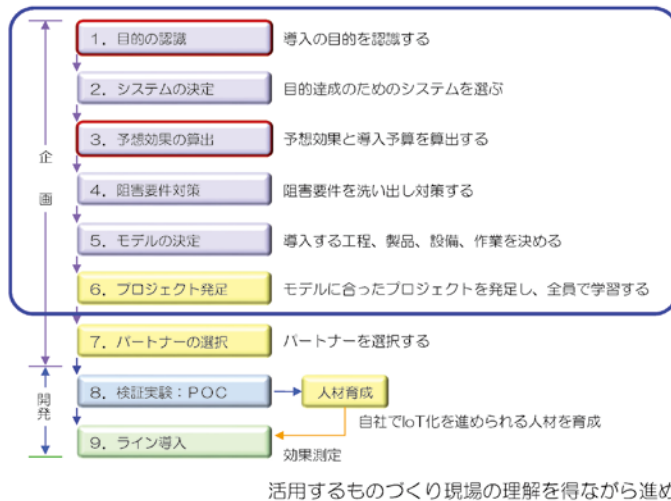 1. 目的の認識 導入の目的を認識する
2. システムの決定 目的達成のためのシステムを選ぶ
3. 予想効果の算出 予想効果と導入予算を算出する
企画
4. 阻害要件対策 阻害要件を洗い出し対策する
5. モデルの決定 導入する工程、製品、設備、作業を決める
6. プロジェクト発足 モデルに合ったプロジェクトを発足し、全員で学習する
7. パートナーの選択 パートナーを選択する
開発
8. 検証実験:POC 人材育成
自社でIoT化を進められる人材を育成
9. ライン導入 効果測定
活用するものづくり現場の理解を得ながら進め